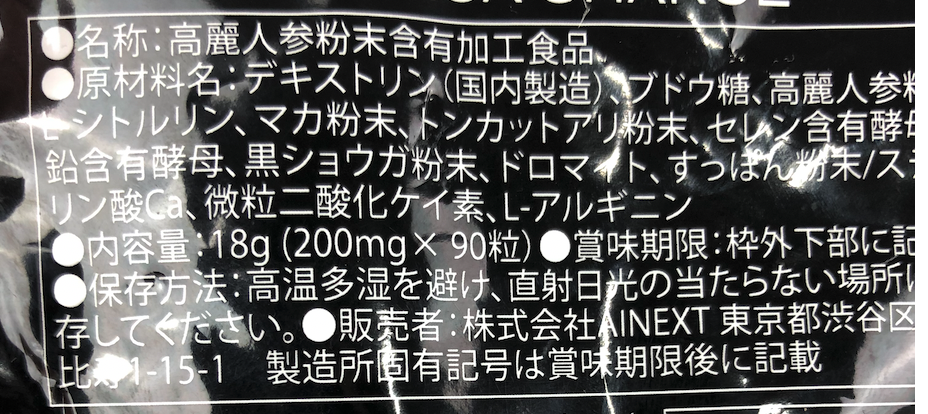 ●名称:高麗人参粉末含有加工食品
●原材料名:デキストリン(国内製造)、ブドウ糖、高麗人参粉
L-シトルリン、マカ粉末、トンカットアリ粉末、セレン含有酵母
鉛含有酵母、黒ショウガ粉末、ドロマイト、すっぽん粉末/ステ
リン酸Ca、微粒二酸化ケイ素、L-アルギニン
●内容量:18g (200mg× 90粒) ●賞味期限:枠外下部に記
●保存方法:高温多湿を避け、直射日光の当たらない場所に
存してください。●販売者:株式会社AINEXT 東京都渋谷区
比寿1-15-1 製造所固有記号は賞味期限後に記載